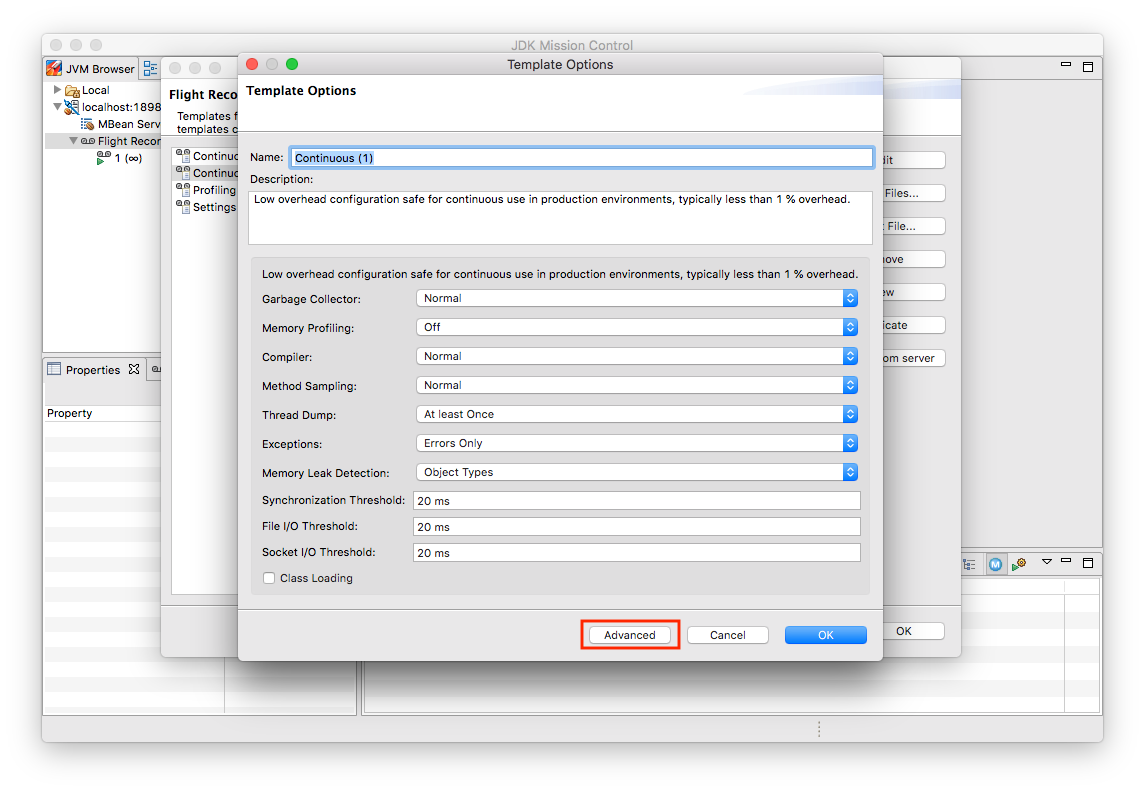 JDK Mission Control
JVM Browser
Local
localhost:1898
MBean Serv
Flight Recor
1 (∞)
Properties
Property
Flight Reco
Templates f
templates c
Continuo
Continuo
Profiling
Settings
dit
Files...
t File...
ove
ew
icate
om server
OK
Template Options
Template Options
Name:
Continuous (1)
Description:
Low overhead configuration safe for continuous use in production environments, typically less than 1 % overhead.
Low overhead configuration safe for continuous use in production environments, typically less than 1 % overhead.
Garbage Collector: Normal
Memory Profiling: Off
Compiler: Normal
Method Sampling: Normal
Thread Dump: At least Once
Exceptions: Errors Only
Memory Leak Detection: Object Types
Synchronization Threshold: 20 ms
File I/O Threshold: 20 ms
Socket I/O Threshold: 20 ms
Class Loading
Advanced Cancel OK